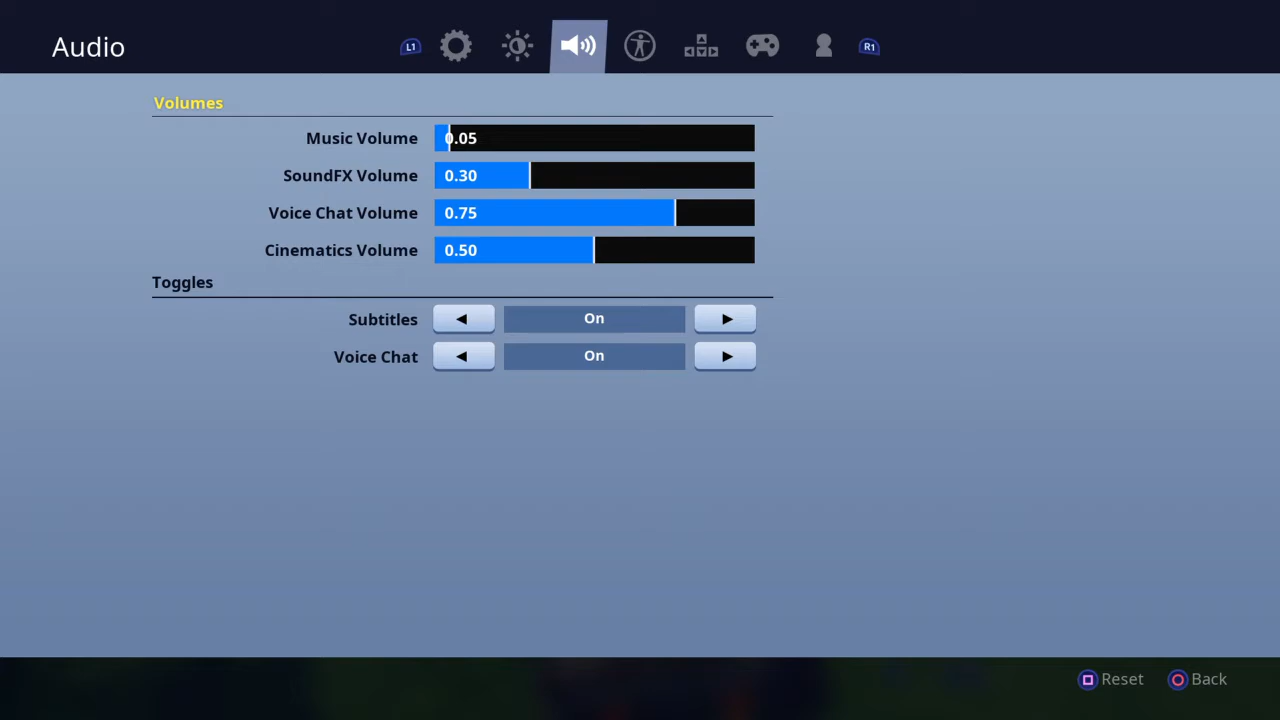 Audio
L1
R1
Volumes
Music Volume 0.05
SoundFX Volume 0.30
Voice Chat Volume 0.75
Cinematics Volume 0.50
Toggles
Subtitles ◀ On ▶
Voice Chat ◀ On ▶
Reset Back